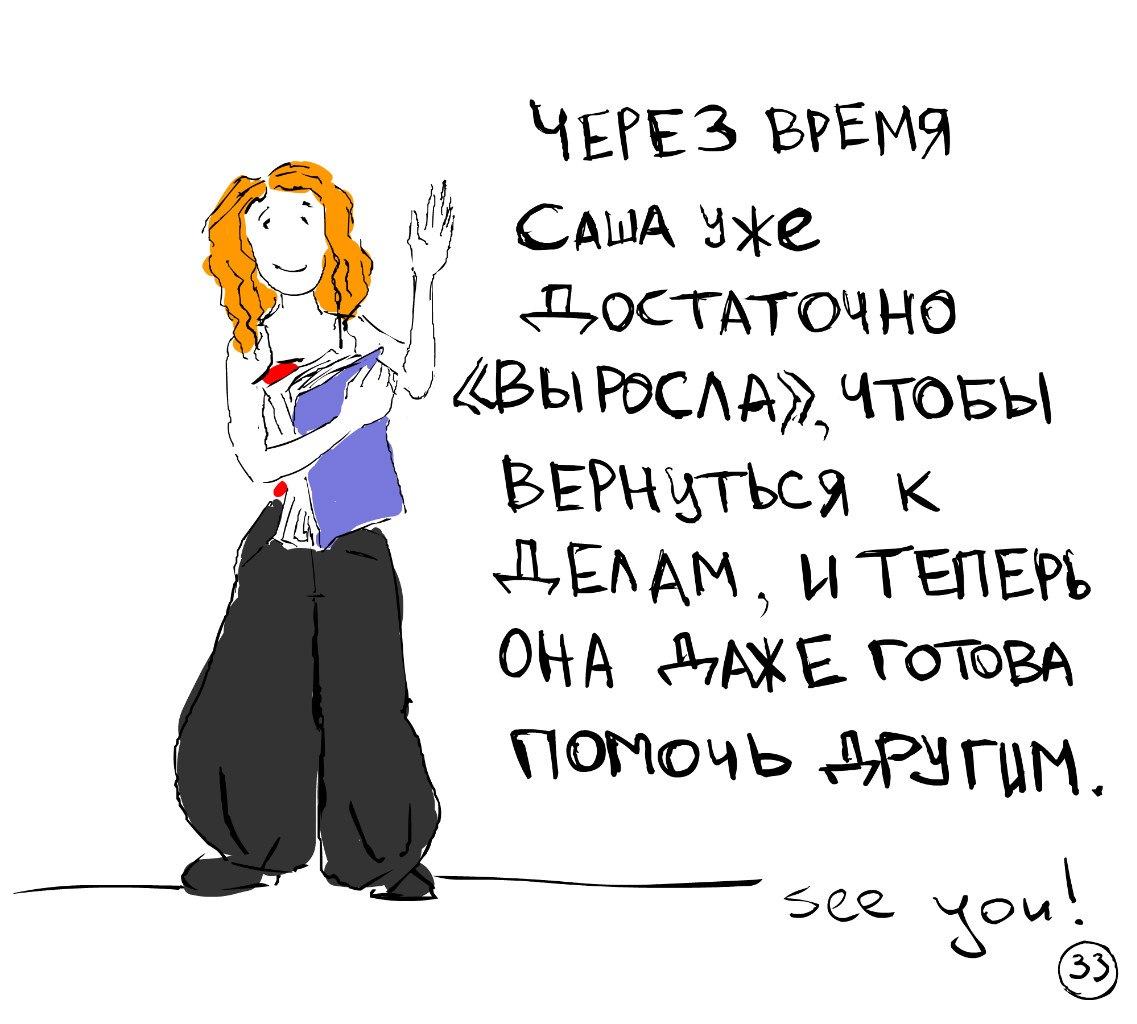 ЧЕРЕЗ ВРЕМЯ
САША УЖЕ
ДОСТАТОЧНО
«ВЫРОСЛА», ЧТОБЫ
ВЕРНУТЬСЯ К
ДЕЛАМ, И ТЕПЕРЬ
ОНА ДАЖЕ ГОТОВА
ПОМОЧЬ ДРУГИМ.
see you!
33